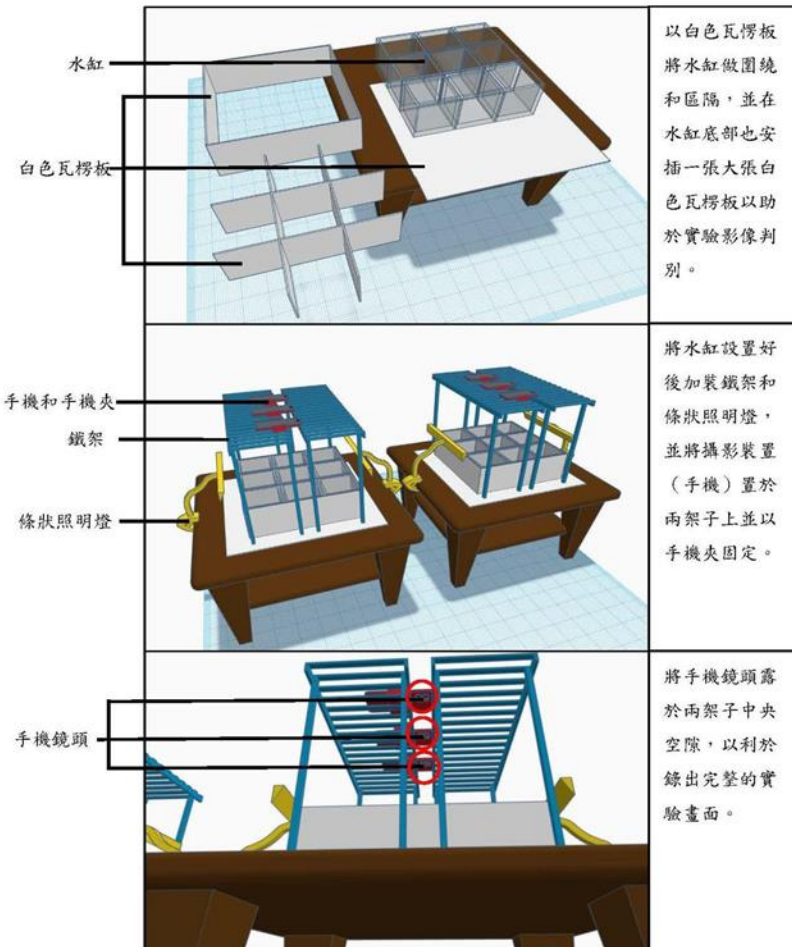 水缸
白色瓦楞板
以白色瓦愣板
將水缸做圍繞
和區隔，並在
水缸底部也安
插一張大張白
色瓦楞板以助
於實驗影像判
別。
手機和手機夾
鐵架
條狀照明燈
將水缸設置好
後加裝鐵架和
條狀照明燈，
並將攝影裝置
（手機）置於
兩架子上並以
手機夾固定。
手機鏡頭
將手機鏡頭露
於兩架子中央
空隙，以利於
錄出完整的實
驗畫面。